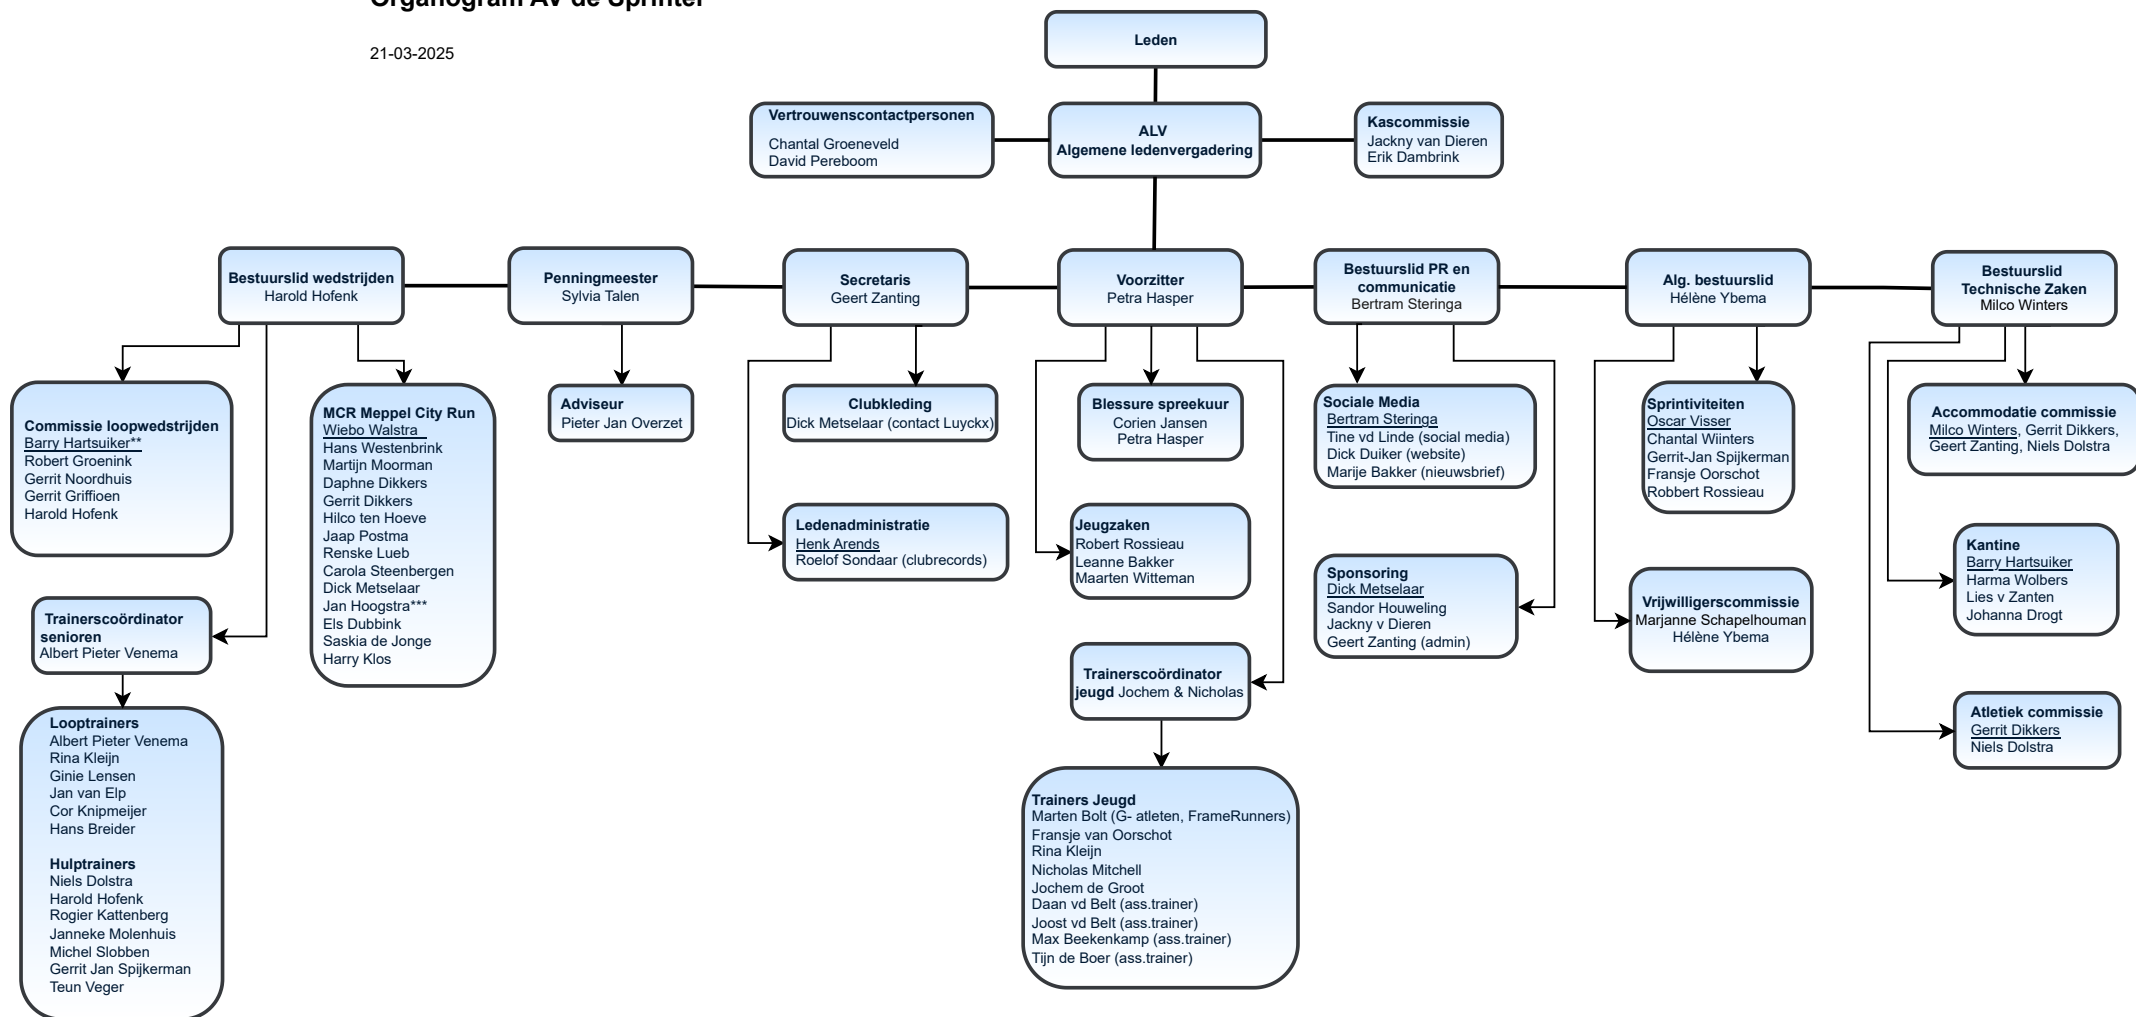 Organogram AV de Sprinter
21-03-2025
Leden
Vertrouwenscontactpersonen
Chantal Groeneveld
David Pereboom
ALV
Algemene ledenvergadering
Kascommissie
Jackny van Dieren
Erik Dambrink
Bestuurslid wedstrijden
Harold Hofenk
Penningmeester
Sylvia Talen
Secretaris
Geert Zanting
Voorzitter
Petra Hasper
Bestuurslid PR en
communicatie
Bertram Steringa
Alg. bestuurslid
Hélène Ybema
Bestuurslid
Technische Zaken
Milco Winters
Commissie loopwedstrijden
Barry Hartsuiker**
Robert Groenink
Gerrit Noordhuis
Gerrit Griffioen
Harold Hofenk
MCR Meppel City Run
Wiebo Walstra
Hans Westenbrink
Martijn Moorman
Daphne Dikkers
Gerrit Dikkers
Hilco ten Hoeve
Jaap Postma
Renske Lueb
Carola Steenbergen
Dick Metselaar
Jan Hoogstra***
Els Dubbink
Saskia de Jonge
Harry Klos
Adviseur
Pieter Jan Overzet
Clubkleding
Dick Metselaar (contact Luyckx)
Blessure spreekuur
Corien Jansen
Petra Hasper
Sociale Media
Bertram Steringa
Tine vd Linde (social media)
Dick Duiker (website)
Marije Bakker (nieuwsbrief)
Sprintiviteiten
Oscar Visser
Chantal Wiinters
Gerrit-Jan Spijkerman
Fransje Oorschot
Robbert Rossieau
Accommodatie commissie
Milco Winters, Gerrit Dikkers,
Geert Zanting, Niels Dolstra
Ledenadministratie
Henk Arends
Roelof Sondaar (clubrecords)
Jeugzaken
Robert Rossieau
Leanne Bakker
Maarten Witteman
Sponsoring
Dick Metselaar
Sandor Houweling
Jackny v Dieren
Geert Zanting (admin)
Vrijwilligerscommissie
Marjanne Schapelhouman
Hélène Ybema
Kantine
Barry Hartsuiker
Harma Wolbers
Lies v Zanten
Johanna Drogt
Trainerscoördinator
senioren
Albert Pieter Venema
Trainerscoördinator
jeugd Jochem & Nicholas
Atletiek commissie
Gerrit Dikkers
Niels Dolstra
Looptrainers
Albert Pieter Venema
Rina Kleijn
Ginie Lensen
Jan van Elp
Cor Knipmeijer
Hans Breider
Hulptrainers
Niels Dolstra
Harold Hofenk
Rogier Kattenberg
Janneke Molenhuis
Michel Slobben
Gerrit Jan Spijkerman
Teun Veger
Trainers Jeugd
Marten Bolt (G- atleten, FrameRunners)
Fransje van Oorschot
Rina Kleijn
Nicholas Mitchell
Jochem de Groot
Daan vd Belt (ass.trainer)
Joost vd Belt (ass.trainer)
Max Beekenkamp (ass.trainer)
Tijn de Boer (ass.trainer)